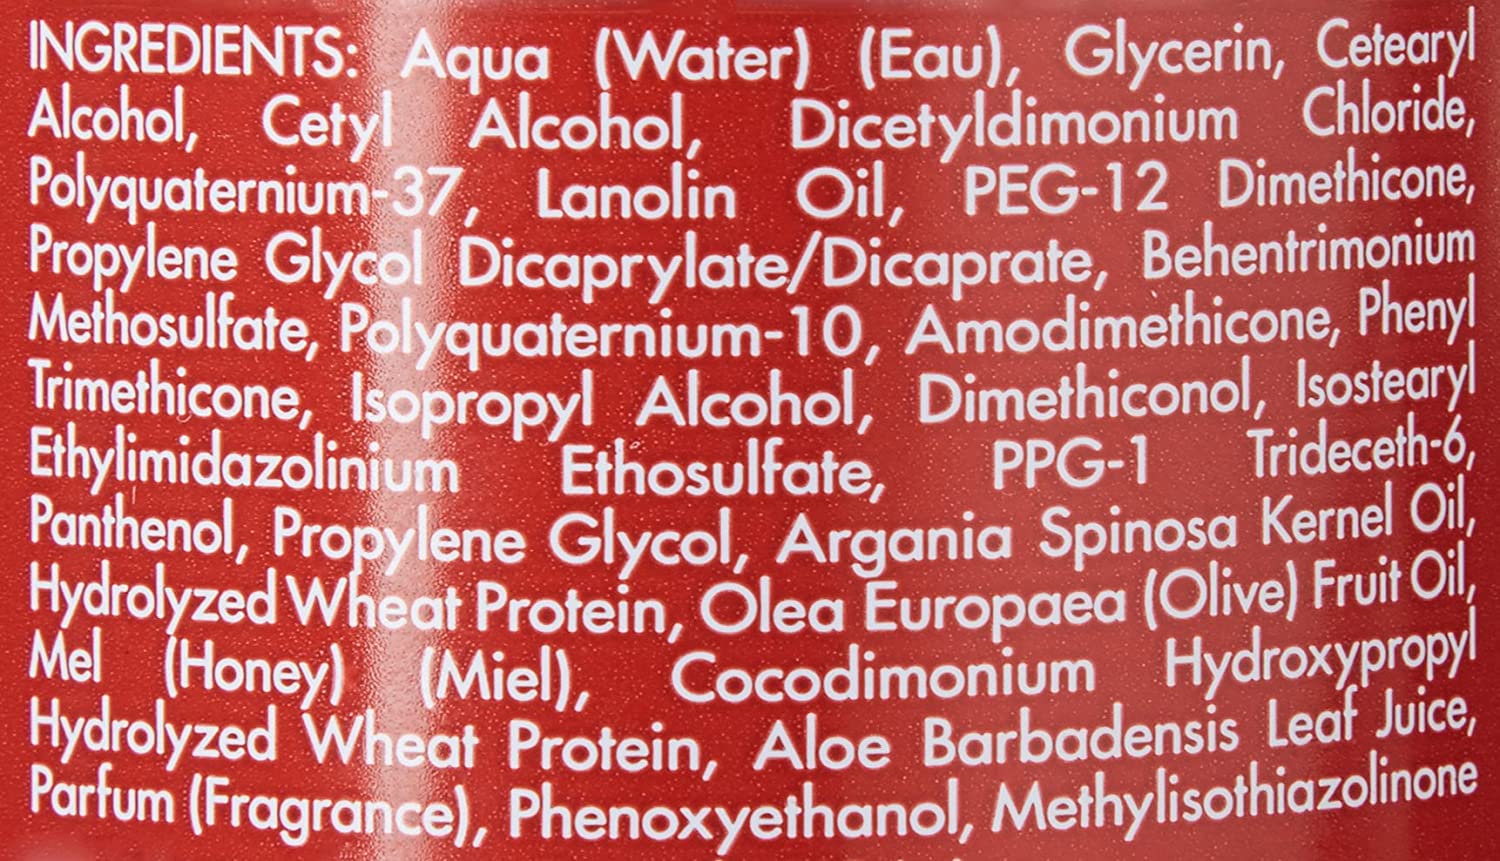 INGREDIENTS: Aqua (Water) (Eau), Glycerin, Cetearyl
Alcohol, Cetyl Alcohol, Dicetyldimonium Chloride,
Polyquaternium-37, Lanolin Oil, PEG-12 Dimethicone,
Propylene Glycol Dicaprylate/Dicaprate, Behentrimonium
Methosulfate, Polyquaternium-10, Amodimethicone, Phenyl
Trimethicone, Isopropyl Alcohol, Dimethiconol, Isostearyl
Ethylimidazolinium Ethosulfate, PPG-1 Trideceth-6,
Panthenol, Propylene Glycol, Argania Spinosa Kernel Oil,
Hydrolyzed Wheat Protein, Olea Europaea (Olive) Fruit Oil,
Mel (Honey) (Miel), Cocodimonium Hydroxypropyl
Hydrolyzed Wheat Protein, Aloe Barbadensis Leaf Juice,
Parfum (Fragrance), Phenoxyethanol, Methylisothiazolinone